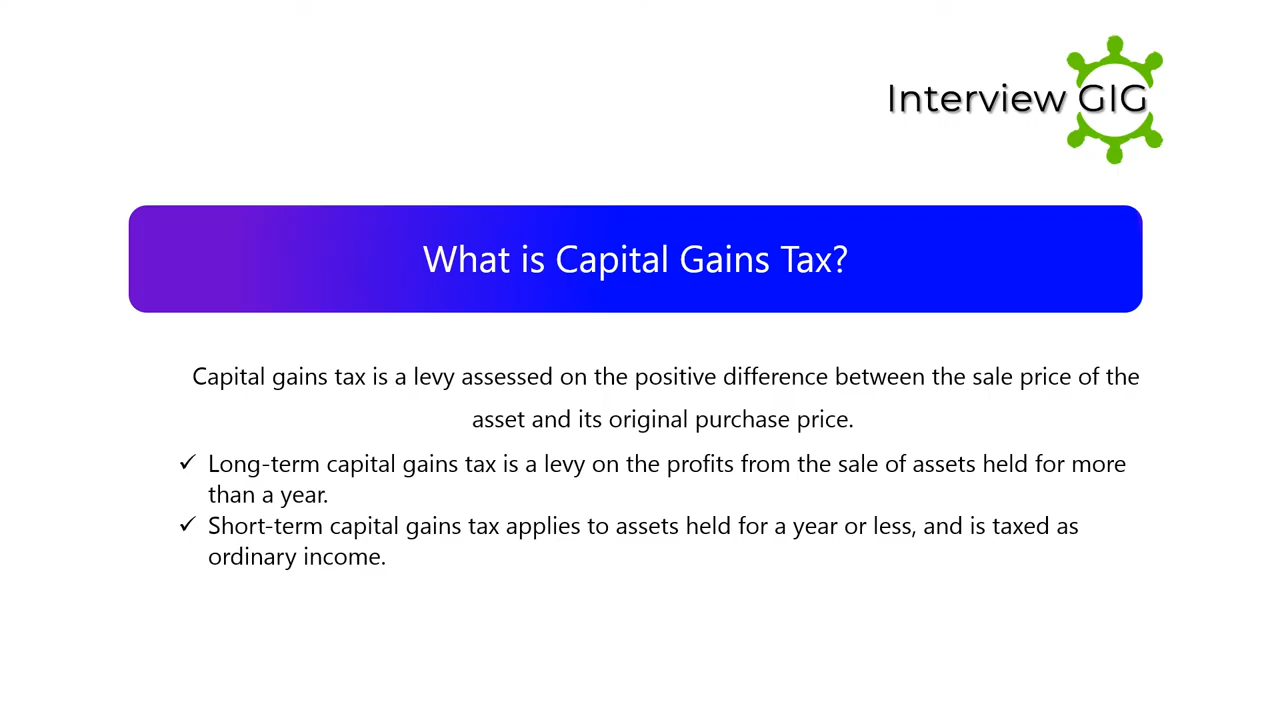 Interview GIG
What is Capital Gains Tax?
Capital gains tax is a levy assessed on the positive difference between the sale price of the
asset and its original purchase price.
✓ Long-term capital gains tax is a levy on the profits from the sale of assets held for more
than a year.
✓ Short-term capital gains tax applies to assets held for a year or less, and is taxed as
ordinary income.